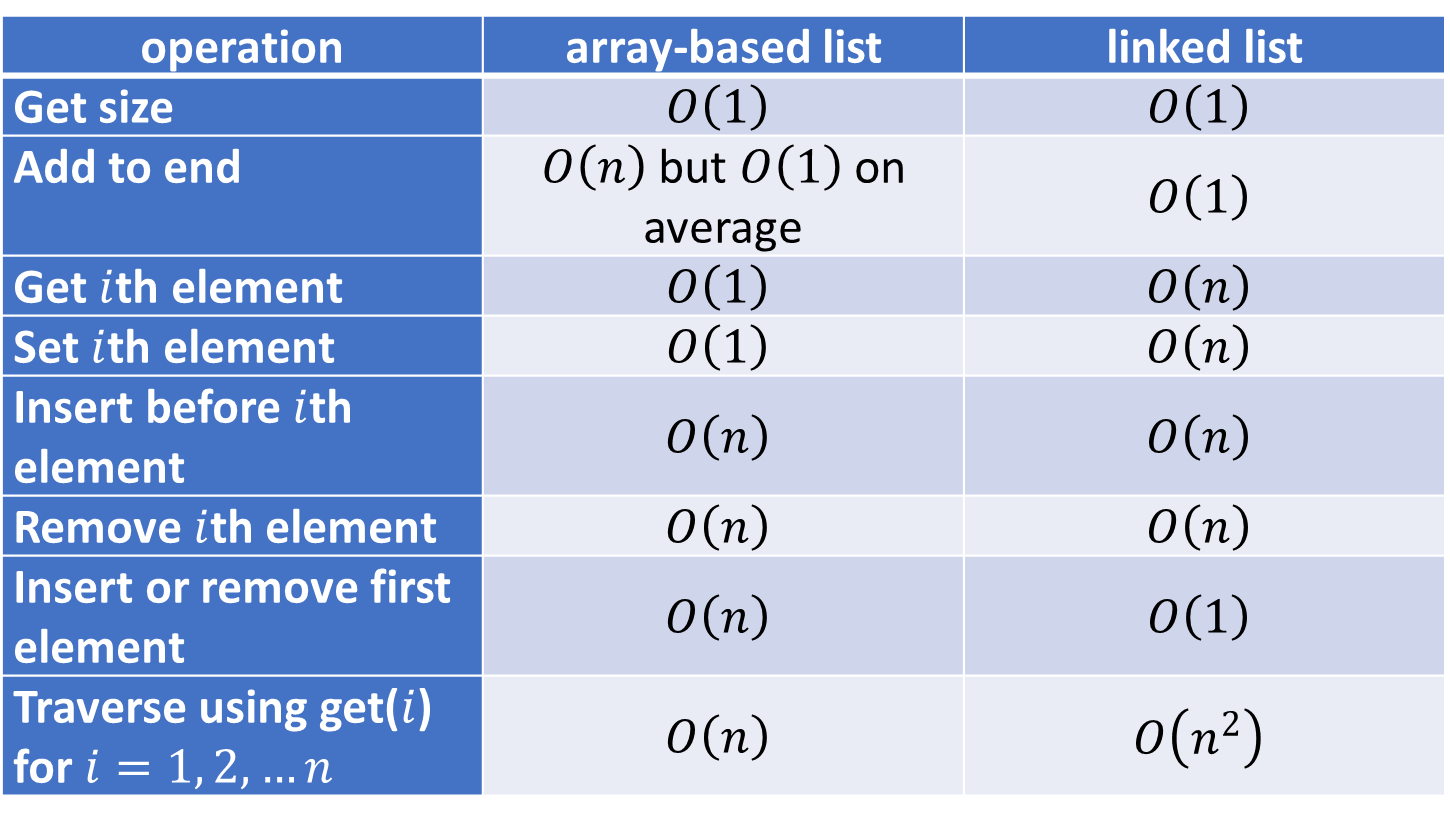 operation array-based list linked list
Get size O(1) O(1)
Add to end O(n) but O(1) on average O(1)
Get ith element O(1) O(n)
Set ith element O(1) O(n)
Insert before ith element O(n) O(n)
Remove ith element O(n) O(n)
Insert or remove first element O(n) O(1)
Traverse using get(i) for i = 1, 2, … n O(n) O(n²)